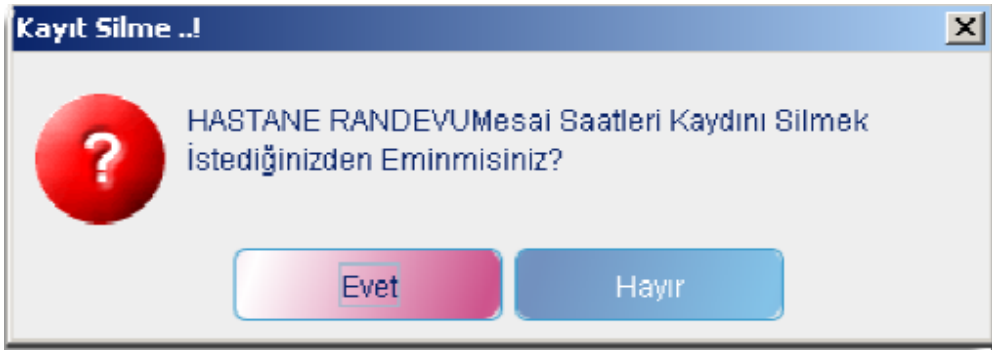 Kayıt Silme ..!
HASTANE RANDEVUMesai Saatleri Kaydını Silmek
İstediğinizden Eminmisiniz?
Evet
Hayır